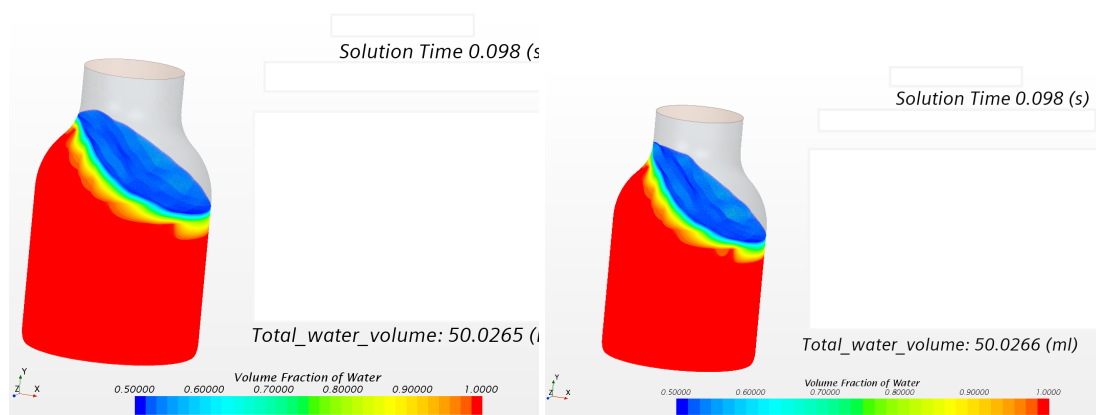 Solution Time 0.098 (s
Total_water_volume: 50.0265 (
Y
Z X
Volume Fraction of Water
0.50000 0.60000 0.70000 0.80000 0.90000 1.0000
Solution Time 0.098 (s)
Total_water_volume: 50.0266 (ml)
Y
Z X
Volume Fraction of Water
0.50000 0.60000 0.70000 0.80000 0.90000 1.0000